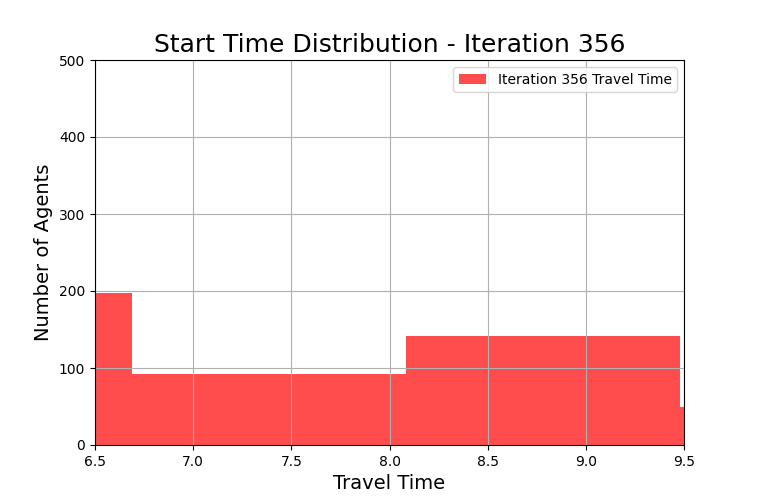 Start Time Distribution - Iteration 356
Iteration 356 Travel Time
500
400
300
200
100
0
Number of Agents
6.5 7.0 7.5 8.0 8.5 9.0 9.5
Travel Time